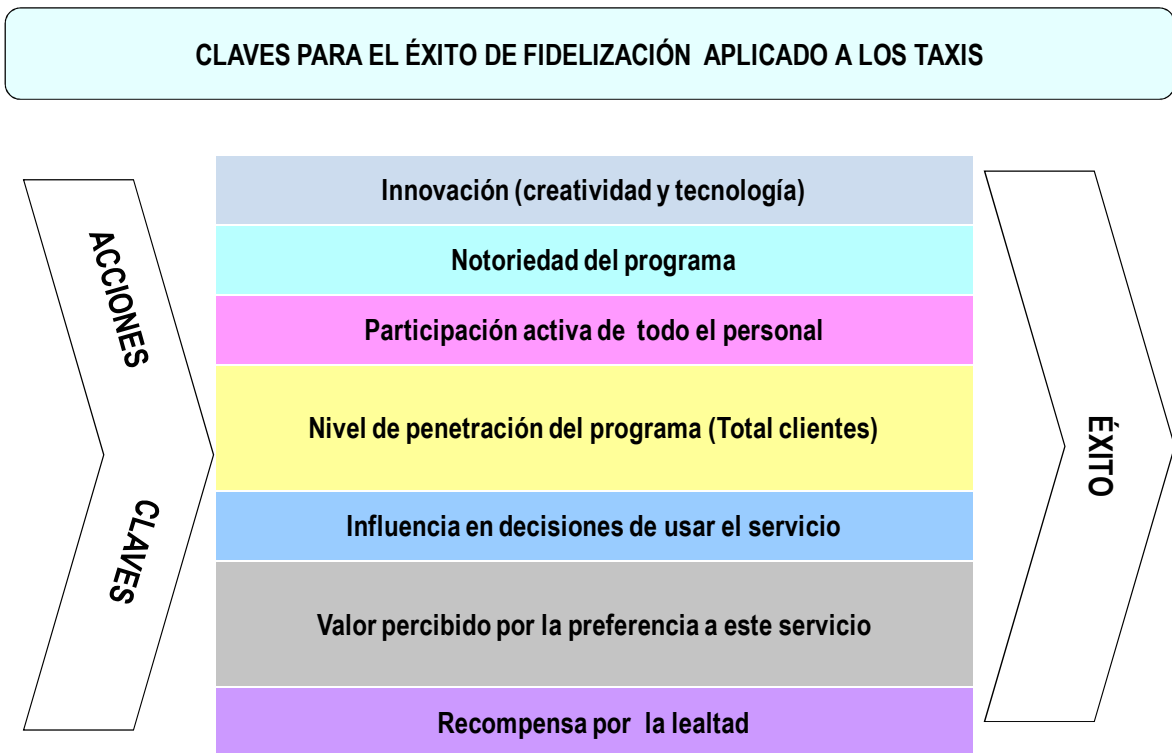 CLAVES PARA EL ÉXITO DE FIDELIZACIÓN APLICADO A LOS TAXIS
ACCIONES
CLAVES
Innovación (creatividad y tecnología)
Notoriedad del programa
Participación activa de todo el personal
Nivel de penetración del programa (Total clientes)
Influencia en decisiones de usar el servicio
Valor percibido por la preferencia a este servicio
Recompensa por la lealtad
ÉXITO